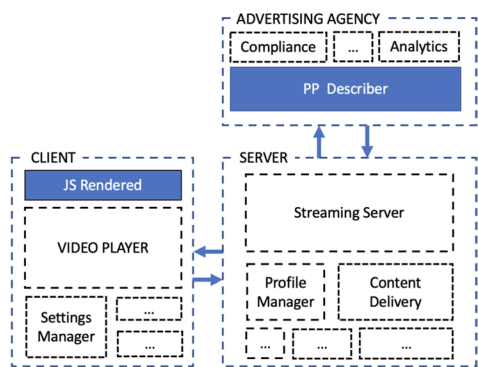 ADVERTISING AGENCY
Compliance
...
Analytics
PP Describer
CLIENT
JS Rendered
VIDEO PLAYER
Settings
Manager
...
...
SERVER
Streaming Server
Profile
Manager
Content
Delivery
...
...
...